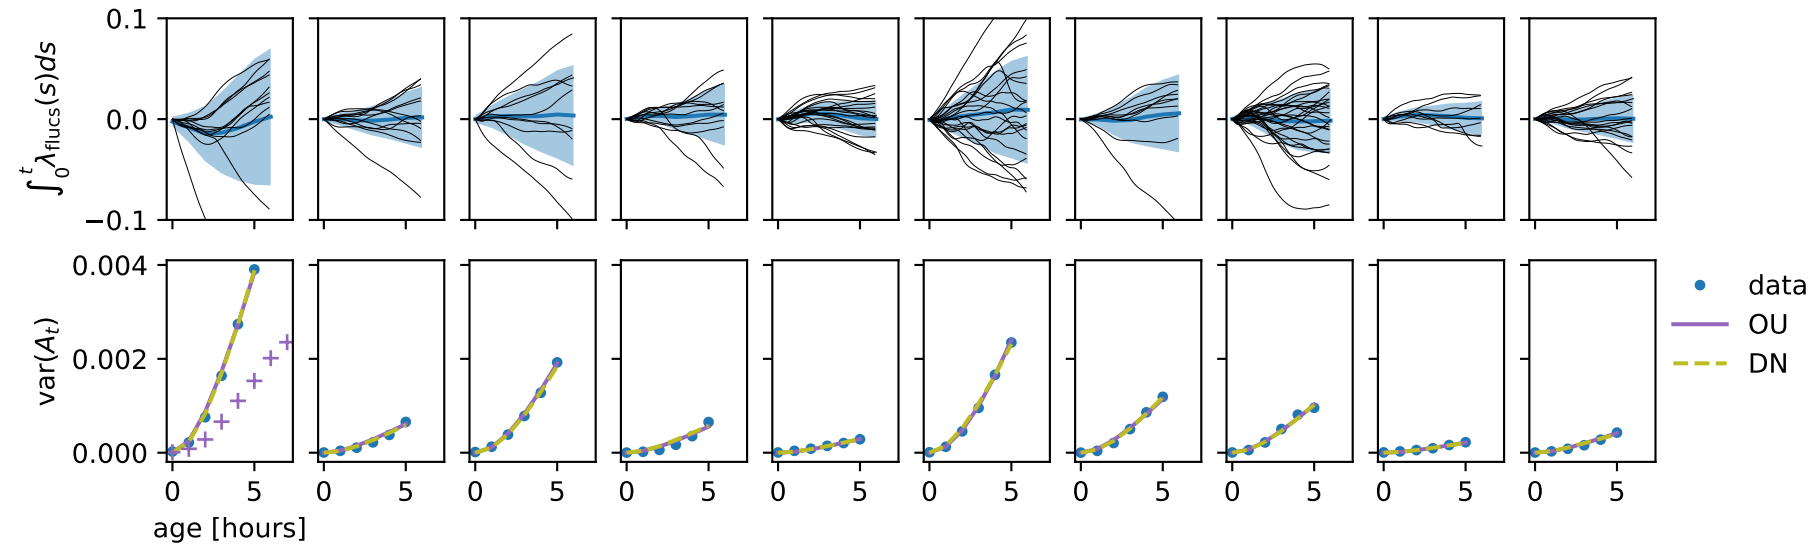 0.1
0.0
−0.1
∫₀ᵗ λ_flucs(s)ds
0.004
0.002
0.000
var(A_t)
0 5 0 5 0 5 0 5 0 5 0 5 0 5 0 5 0 5 0 5
age [hours]
data
OU
DN